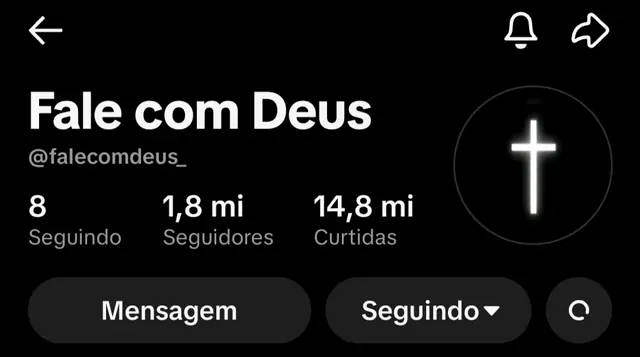 Fale com Deus
@falecomdeus_
8 1,8 mi 14,8 mi
Seguindo Seguidores Curtidas
Mensagem Seguindo